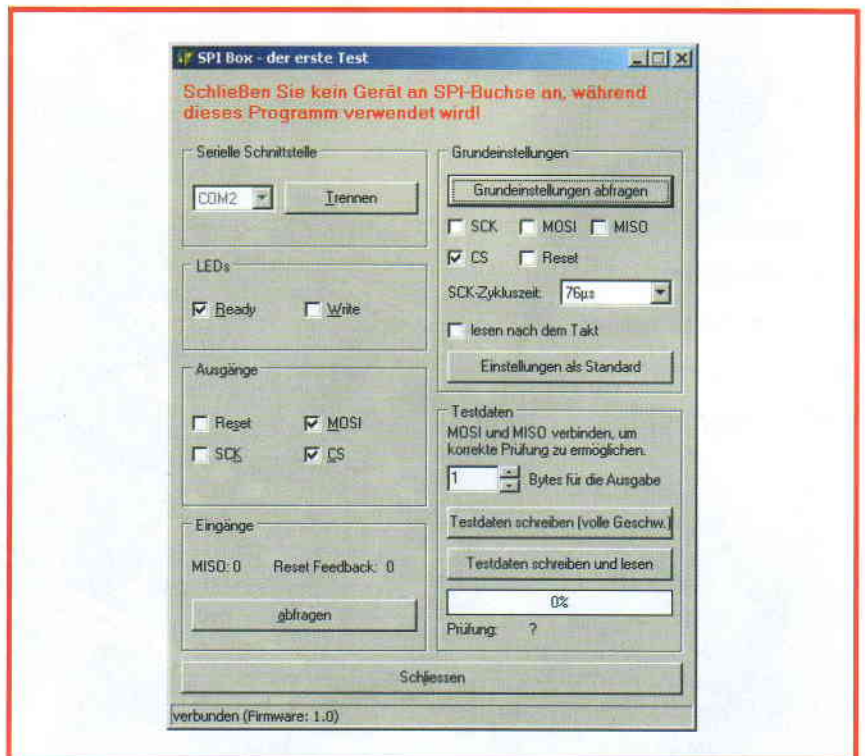 SPI Box - der erste Test
Schließen Sie kein Gerät an SPI-Buchse an, während
dieses Programm verwendet wird!
Serielle Schnittstelle
COM2
Trennen
LEDs
Ready
Write
Ausgänge
Reset
MOSI
SCK
CS
Eingänge
MISO: 0
Reset Feedback: 0
abfragen
Grundeinstellungen
Grundeinstellungen abfragen
SCK
MOSI
MISO
CS
Reset
SCK-Zykluszeit:
76µs
lesen nach dem Takt
Einstellungen als Standard
Testdaten
MOSI und MISO verbinden, um
korrekte Prüfung zu ermöglichen.
1
Bytes für die Ausgabe
Testdaten schreiben (volle Geschw.)
Testdaten schreiben und lesen
0%
Prüfung:
?
Schliessen
verbunden (Firmware: 1.0)